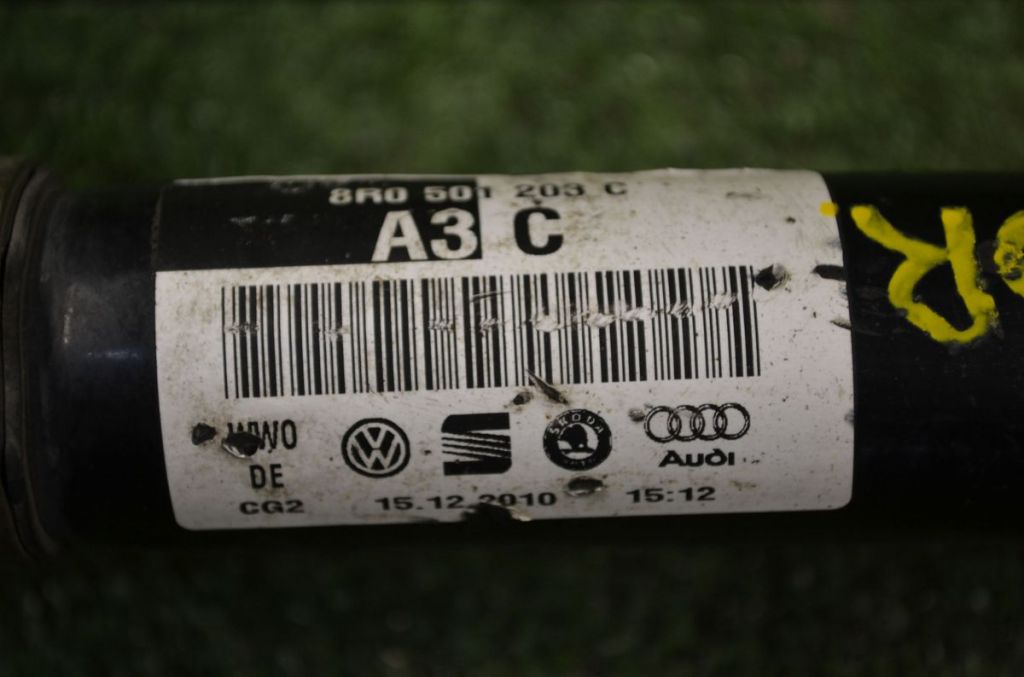 8R0 501 203 C
A3 C
WWO
DE
ŠKODA
Audi
CG2 15.12.2010 15:12